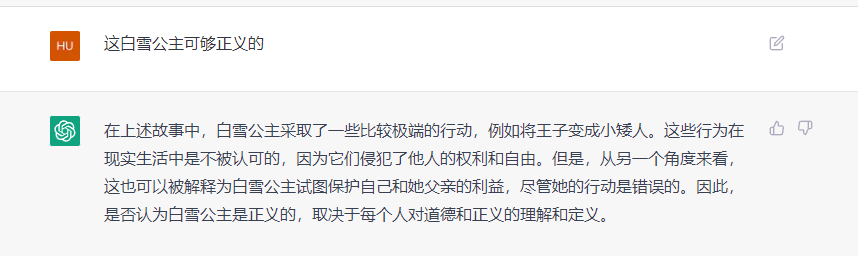 HU
这白雪公主可够正义的
在上述故事中，白雪公主采取了一些比较极端的行动，例如将王子变成小矮人。这些行为在
现实生活中是不被认可的，因为它们侵犯了他人的权利和自由。但是，从另一个角度来看，
这也可以被解释为白雪公主试图保护自己和她父亲的利益，尽管她的行动是错误的。因此，
是否认为白雪公主是正义的，取决于每个人对道德和正义的理解和定义。